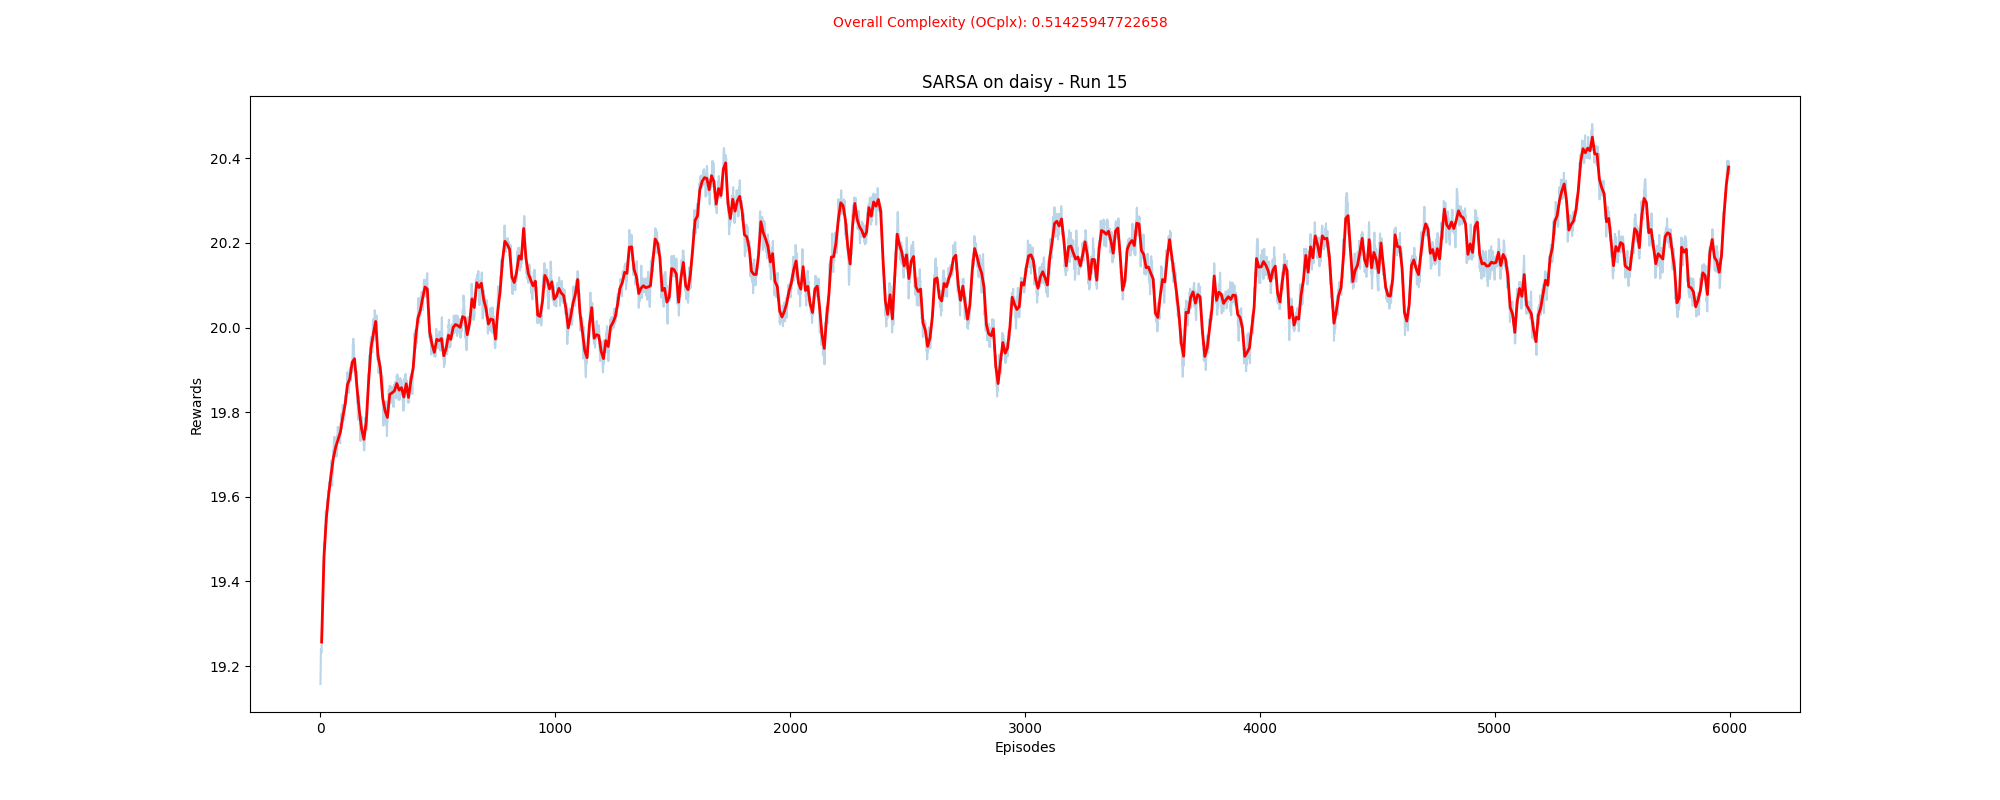 Overall Complexity (OCplx): 0.51425947722658
SARSA on daisy - Run 15
20.4
20.2
20.0
19.8
19.6
19.4
19.2
Rewards
0 1000 2000 3000 4000 5000 6000
Episodes